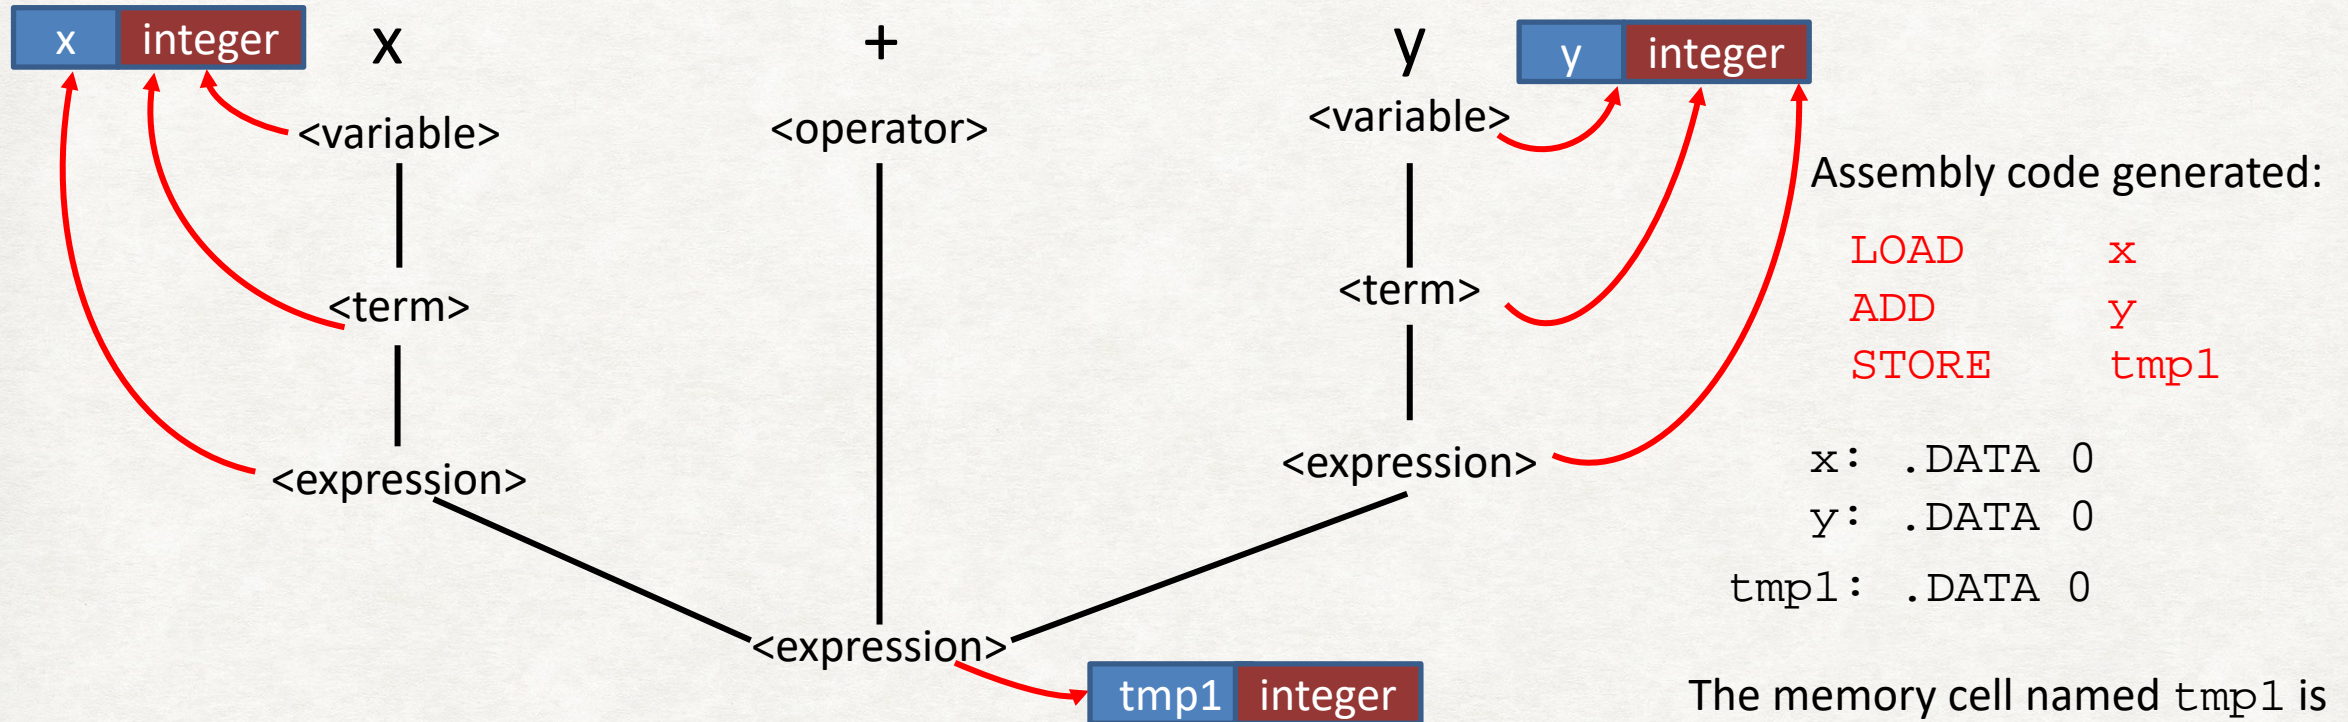 x integer x + y y integer
<variable> <operator> <variable>
Assembly code generated:
LOAD x
<term> <term>
ADD y
STORE tmp1
<expression> <expression>
x: .DATA 0
y: .DATA 0
tmp1: .DATA 0
<expression>
tmp1 integer
The memory cell named tmp1 is